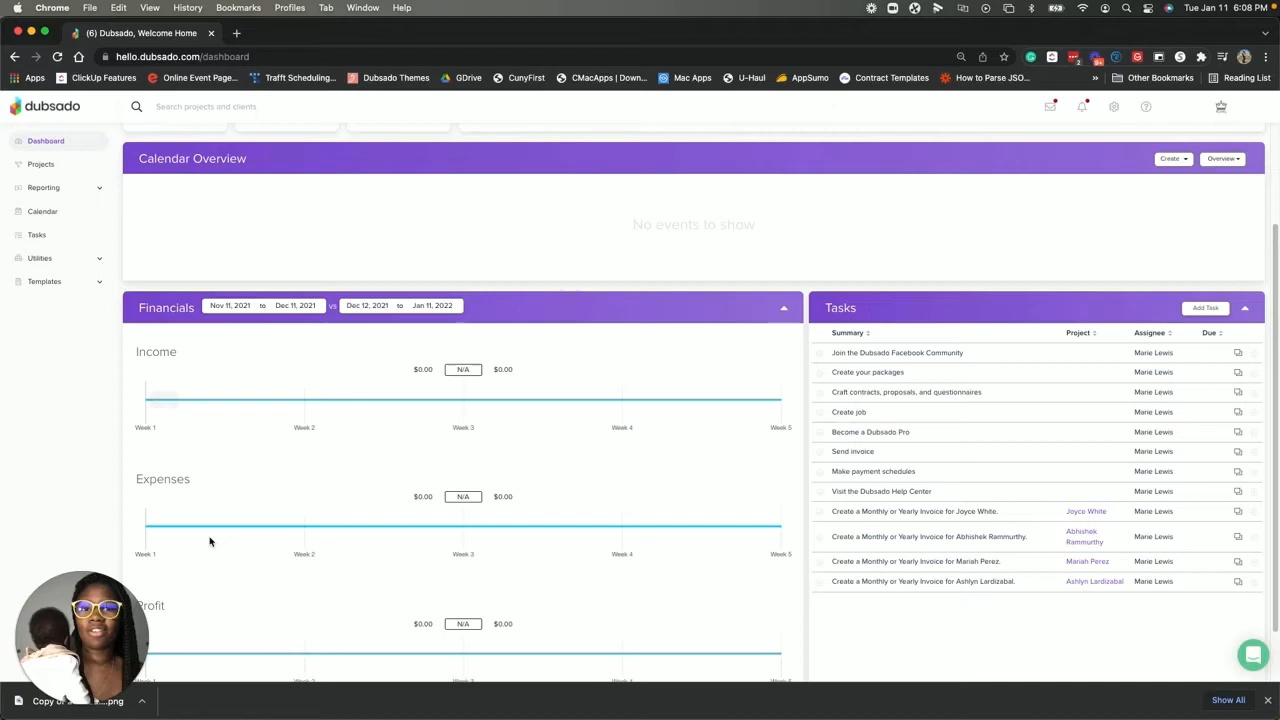 Chrome File Edit View History Bookmarks Profiles Tab Window Help Tue Jan 11 6:08 PM
(6) Dubsado, Welcome Home
hello.dubsado.com/dashboard
Apps ClickUp Features Online Event Page... Trafft Scheduling... Dubsado Themes GDrive CunyFirst CMacApps | Down... Mac Apps U-Haul AppSumo Contract Templates How to Parse JSO... » Other Bookmarks Reading List
dubsado Search projects and clients
Dashboard
Projects
Reporting
Calendar
Tasks
Utilities
Templates
Calendar Overview Create Overview
No events to show
Financials Nov 11, 2021 to Dec 11, 2021 vs Dec 12, 2021 to Jan 11, 2022
Income
$0.00 N/A $0.00
Week 1 Week 2 Week 3 Week 4 Week 5
Expenses
$0.00 N/A $0.00
Week 1 Week 2 Week 3 Week 4 Week 5
Profit
$0.00 N/A $0.00
Tasks Add Task
Summary Project Assignee Due
Join the Dubsado Facebook Community Marie Lewis
Create your packages Marie Lewis
Craft contracts, proposals, and questionnaires Marie Lewis
Create job Marie Lewis
Become a Dubsado Pro Marie Lewis
Send invoice Marie Lewis
Make payment schedules Marie Lewis
Visit the Dubsado Help Center Marie Lewis
Create a Monthly or Yearly Invoice for Joyce White. Joyce White Marie Lewis
Create a Monthly or Yearly Invoice for Abhishek Rammurthy. Abhishek Rammurthy Marie Lewis
Create a Monthly or Yearly Invoice for Mariah Perez. Mariah Perez Marie Lewis
Create a Monthly or Yearly Invoice for Ashlyn Lardizabal. Ashlyn Lardizabal Marie Lewis
Show All